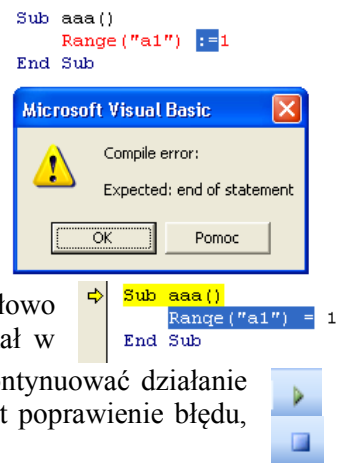 Sub aaa()
Range("a1") :=1
End Sub
Microsoft Visual Basic
Compile error:
Expected: end of statement
OK
Pomoc
Sub aaa()
Range("a1") = 1
End Sub
łowo
ał w
ontynuować działanie
t poprawienie błędu,